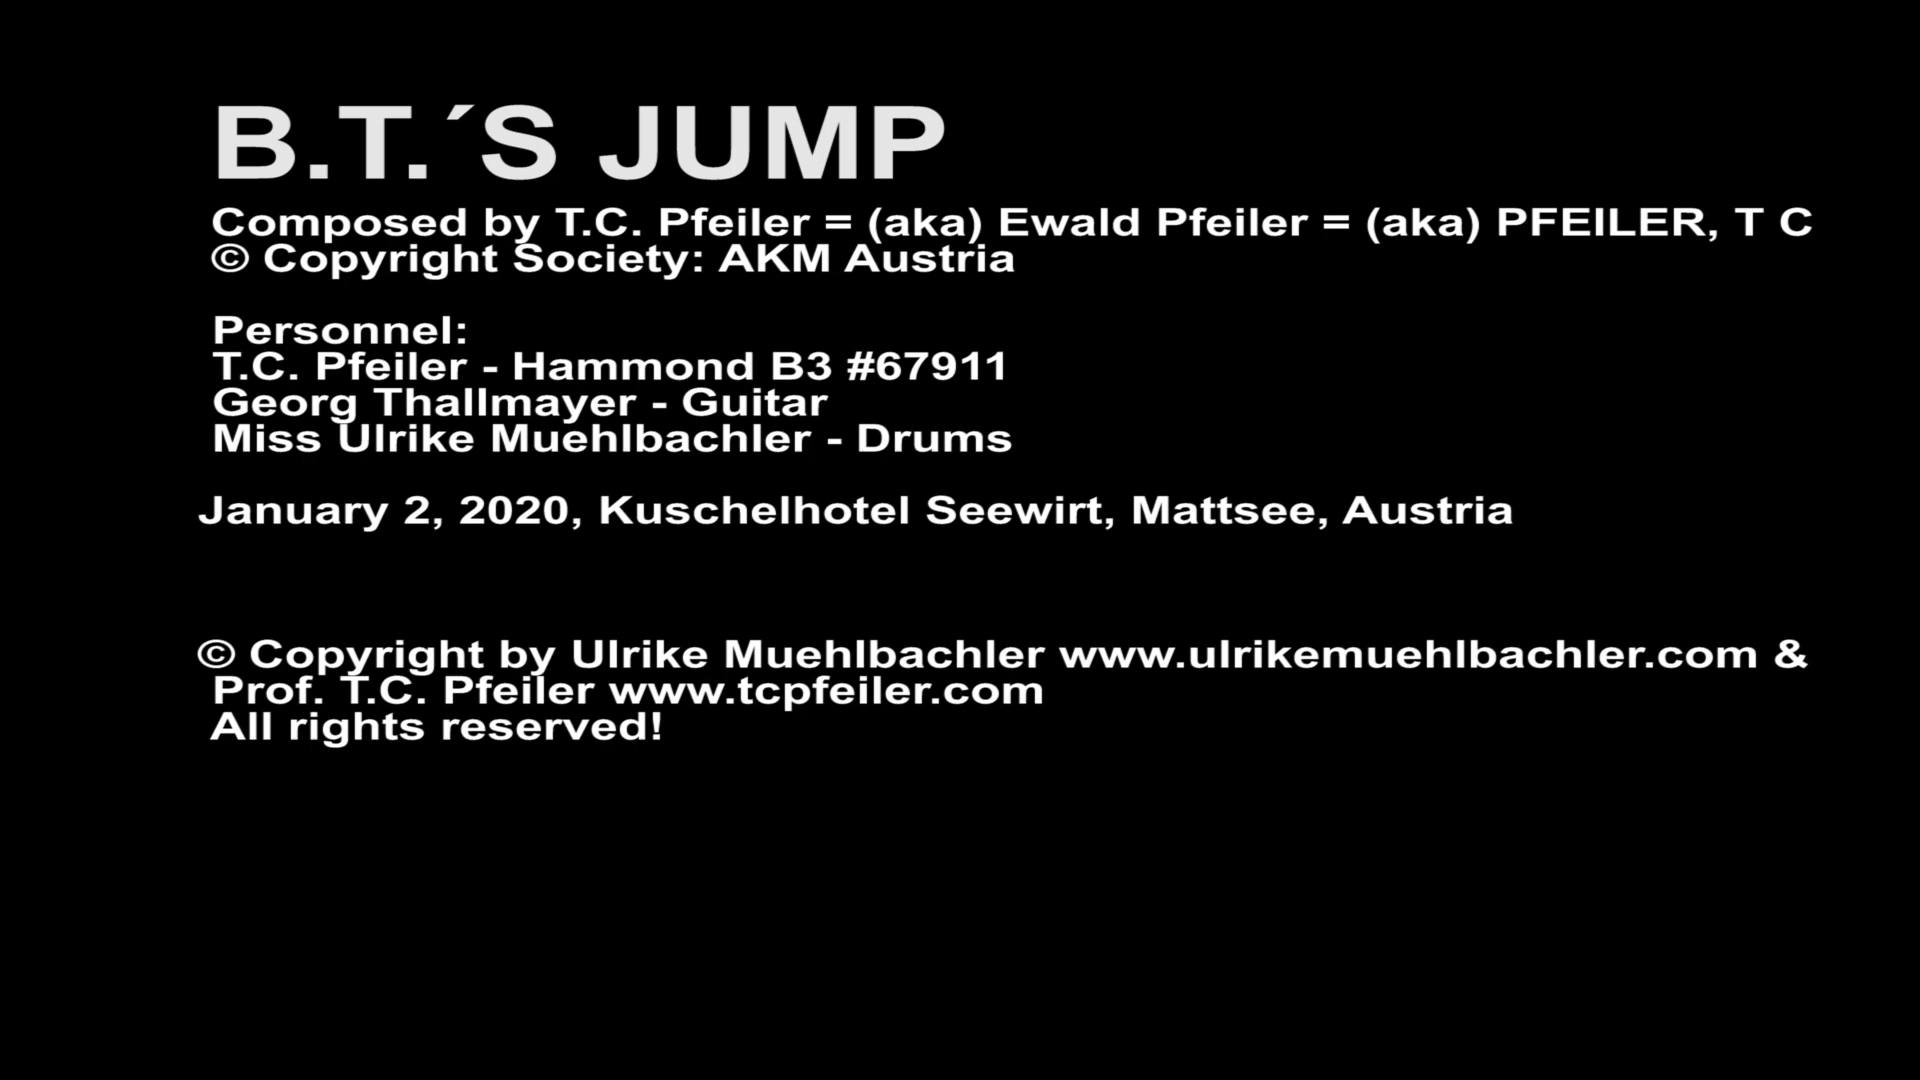 B.T.´S JUMP
Composed by T.C. Pfeiler = (aka) Ewald Pfeiler = (aka) PFEILER, T C
© Copyright Society: AKM Austria
Personnel:
T.C. Pfeiler - Hammond B3 #67911
Georg Thallmayer - Guitar
Miss Ulrike Muehlbachler - Drums
January 2, 2020, Kuschelhotel Seewirt, Mattsee, Austria
© Copyright by Ulrike Muehlbachler www.ulrikemuehlbachler.com &
Prof. T.C. Pfeiler www.tcpfeiler.com
All rights reserved!